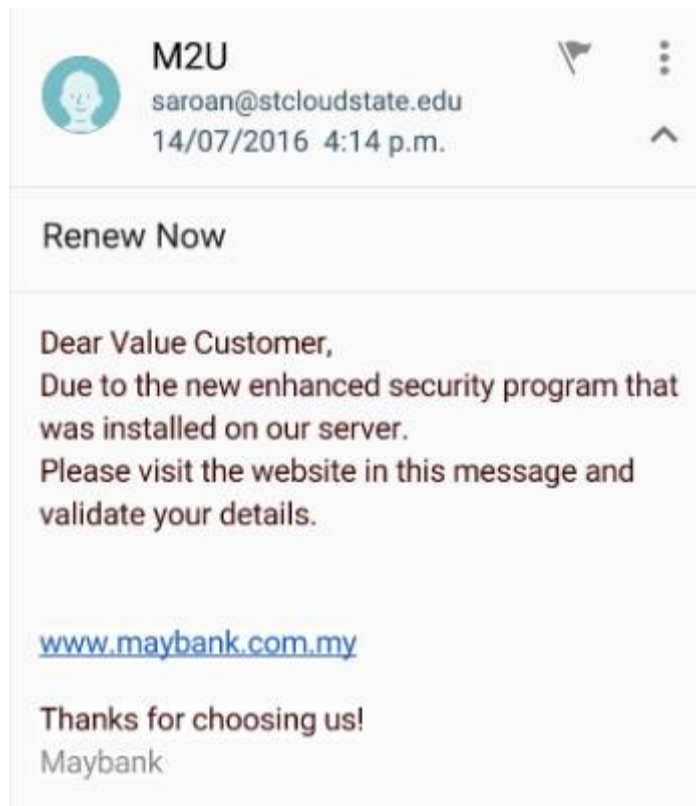 M2U
saroan@stcloudstate.edu
14/07/2016 4:14 p.m.
Renew Now
Dear Value Customer,
Due to the new enhanced security program that
was installed on our server.
Please visit the website in this message and
validate your details.
www.maybank.com.my
Thanks for choosing us!
Maybank